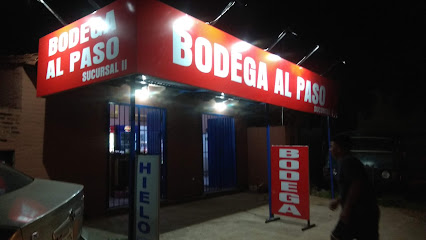 BODEGA
AL PASO
SUCURSAL II
BODEGA AL PASO
HIELO
BODEGA